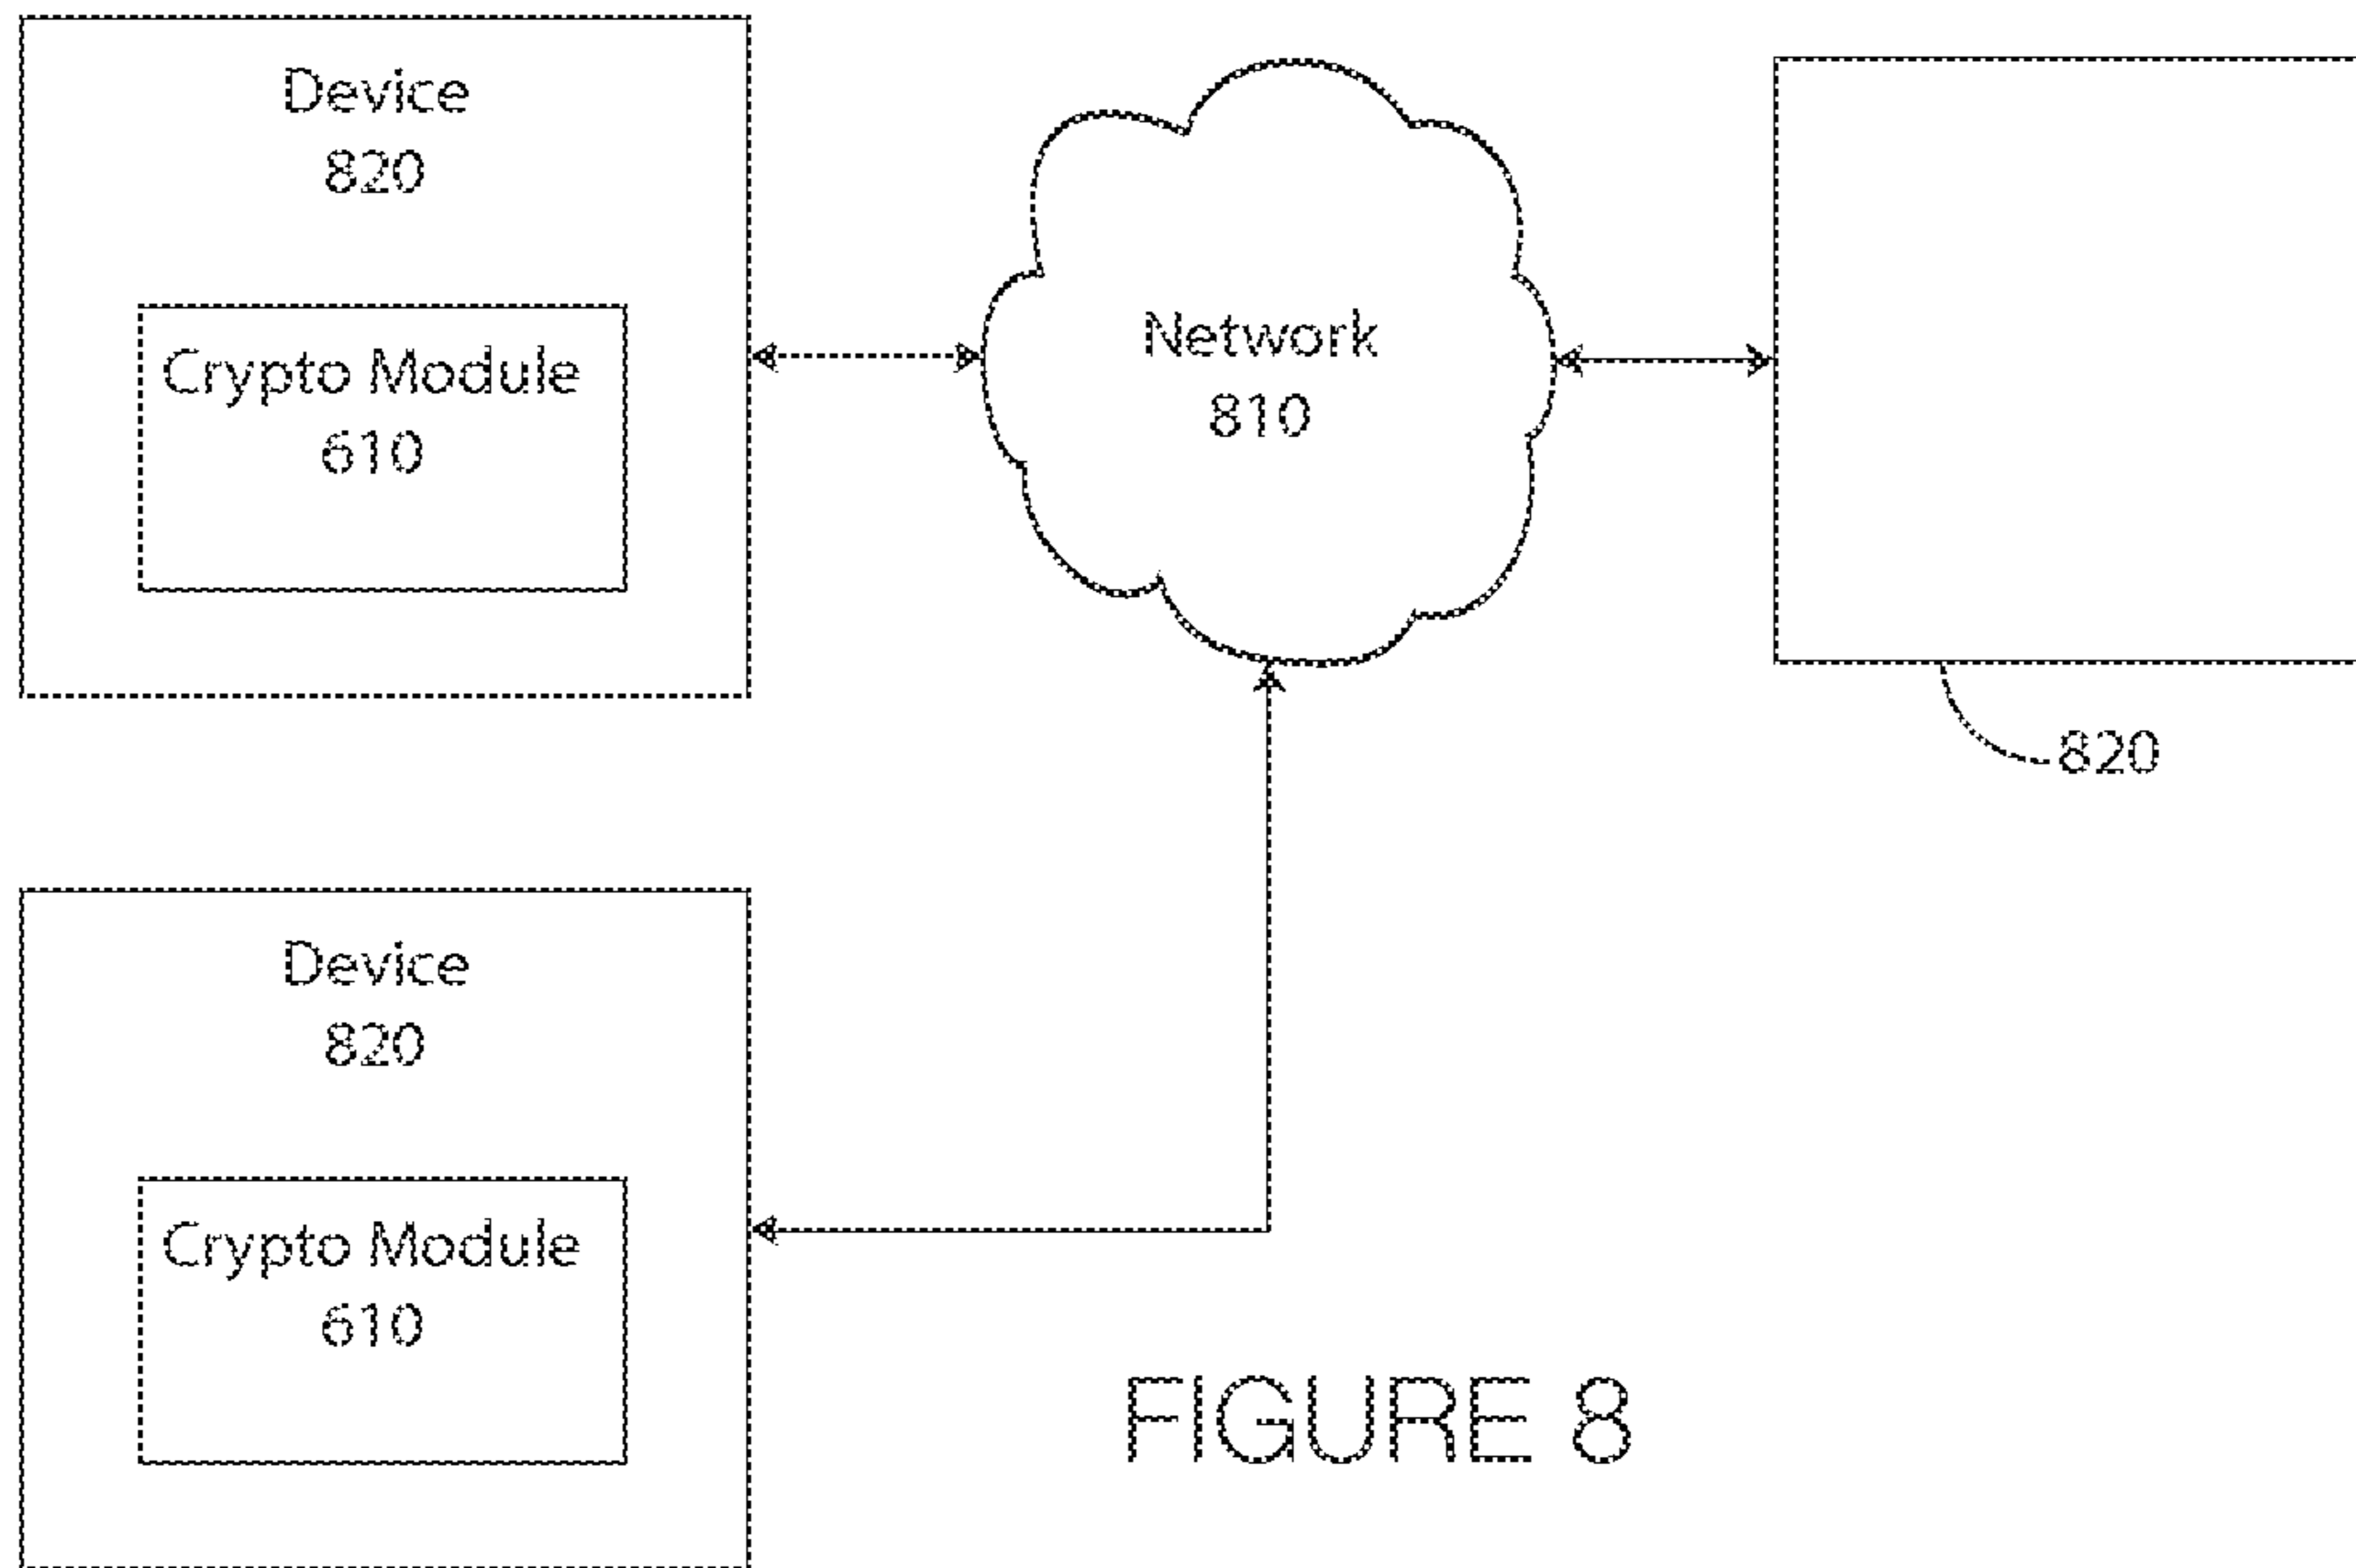 Device
820
Crypto Module
610
Network
810
820
Device
820
Crypto Module
610
FIGURE 8